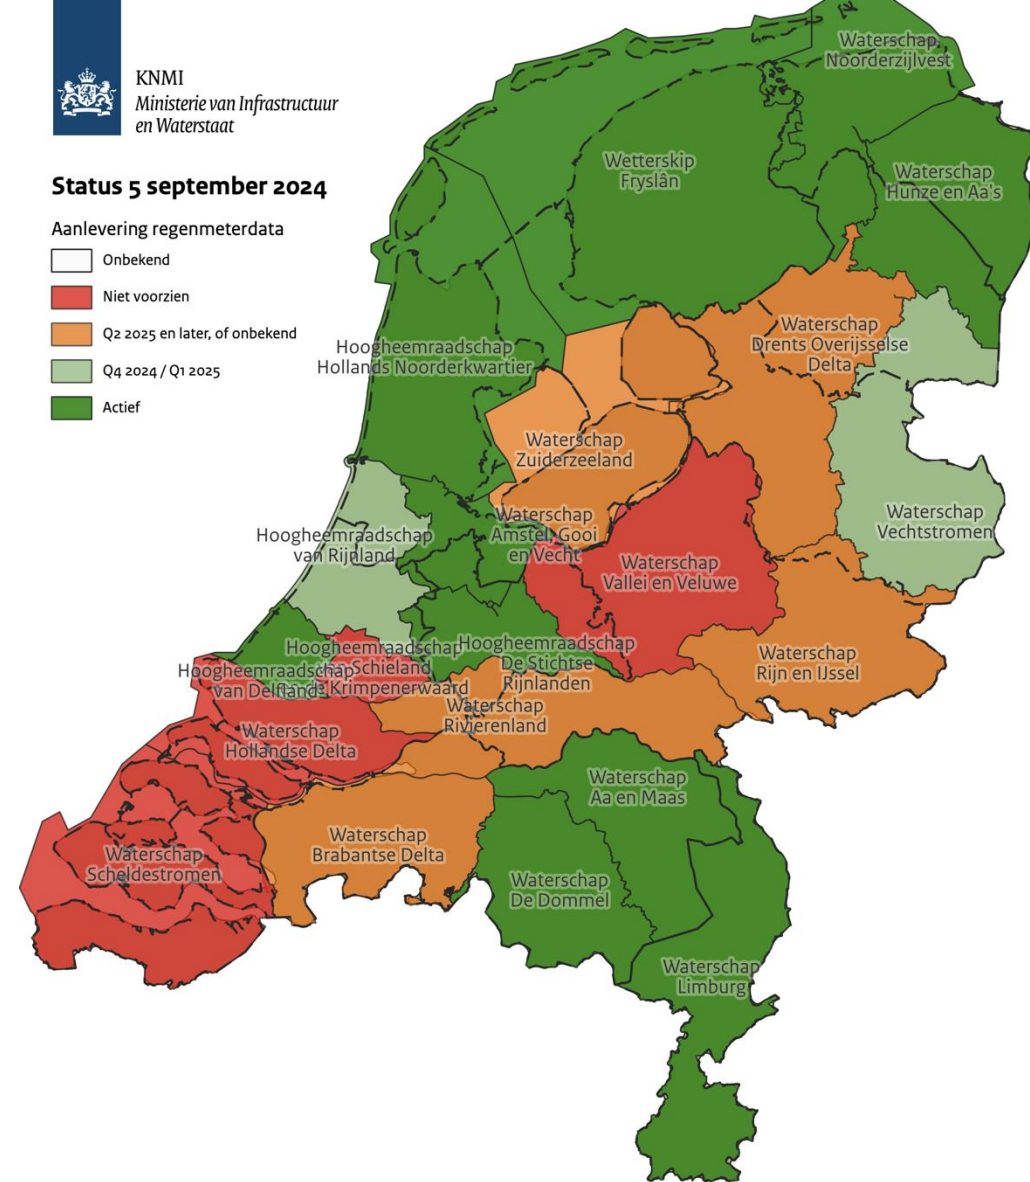 KNMI
Ministerie van Infrastructuur
en Waterstaat
Status 5 september 2024
Aanlevering regenmeterdata
Onbekend
Niet voorzien
Q2 2025 en later, of onbekend
Q4 2024 / Q1 2025
Actief
Waterschap
Noorderzijlvest
Wetterskip
Fryslân
Waterschap
Hunze en Aa's
Hoogheemraadschap
Hollands Noorderkwartier
Waterschap
Drents Overijsselse
Delta
Waterschap
Zuiderzeeland
Waterschap
Amstel, Gooi
en Vecht
Waterschap
Vechtstromen
Hoogheemraadschap
van Rijnland
Waterschap
Vallei en Veluwe
Hoogheemraadschap
Schieland
Krimpenerwaard
Hoogheemraadschap
De Stichtse
Rijnlanden
Hoogheemraadschap
van Delfland
Waterschap
Rijn en IJssel
Waterschap
Rivierenland
Waterschap
Hollandse Delta
Waterschap
Aa en Maas
Waterschap
Brabantse Delta
Waterschap
Scheldestromen
Waterschap
De Dommel
Waterschap
Limburg